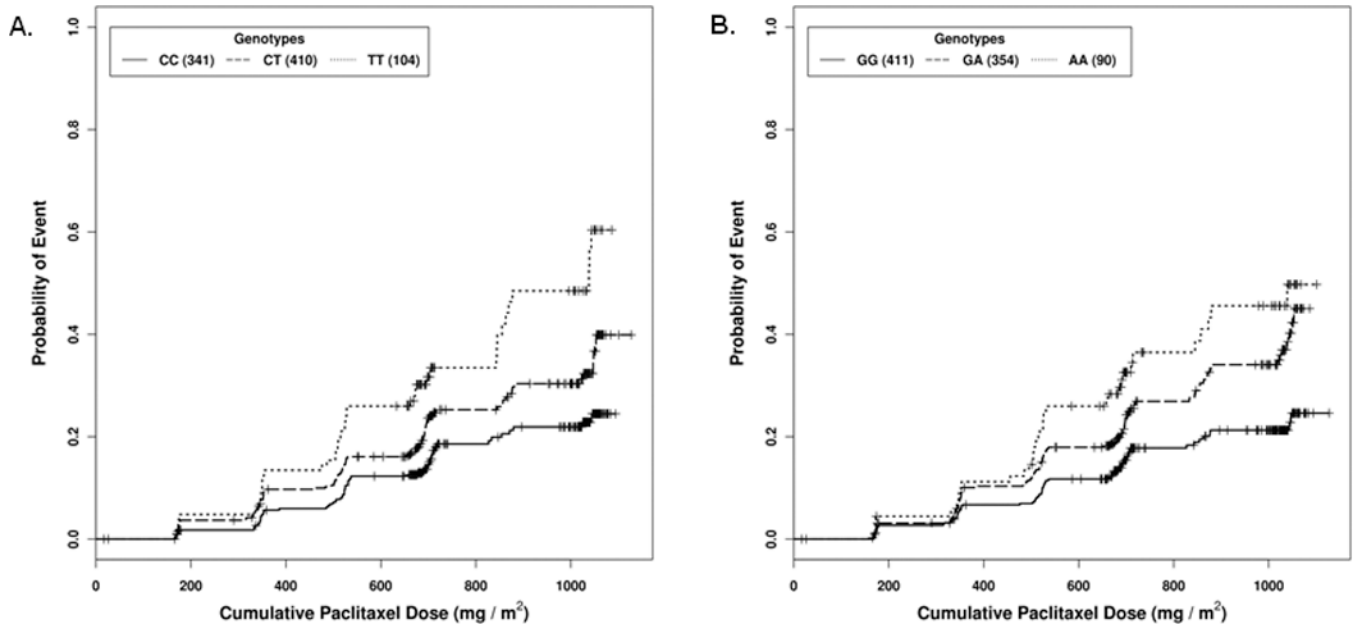 A.
Genotypes
CC (341) CT (410) TT (104)
Probability of Event
1.0
0.8
0.6
0.4
0.2
0.0
0 200 400 600 800 1000
Cumulative Paclitaxel Dose (mg / m²)
B.
Genotypes
GG (411) GA (354) AA (90)
Probability of Event
1.0
0.8
0.6
0.4
0.2
0.0
0 200 400 600 800 1000
Cumulative Paclitaxel Dose (mg / m²)